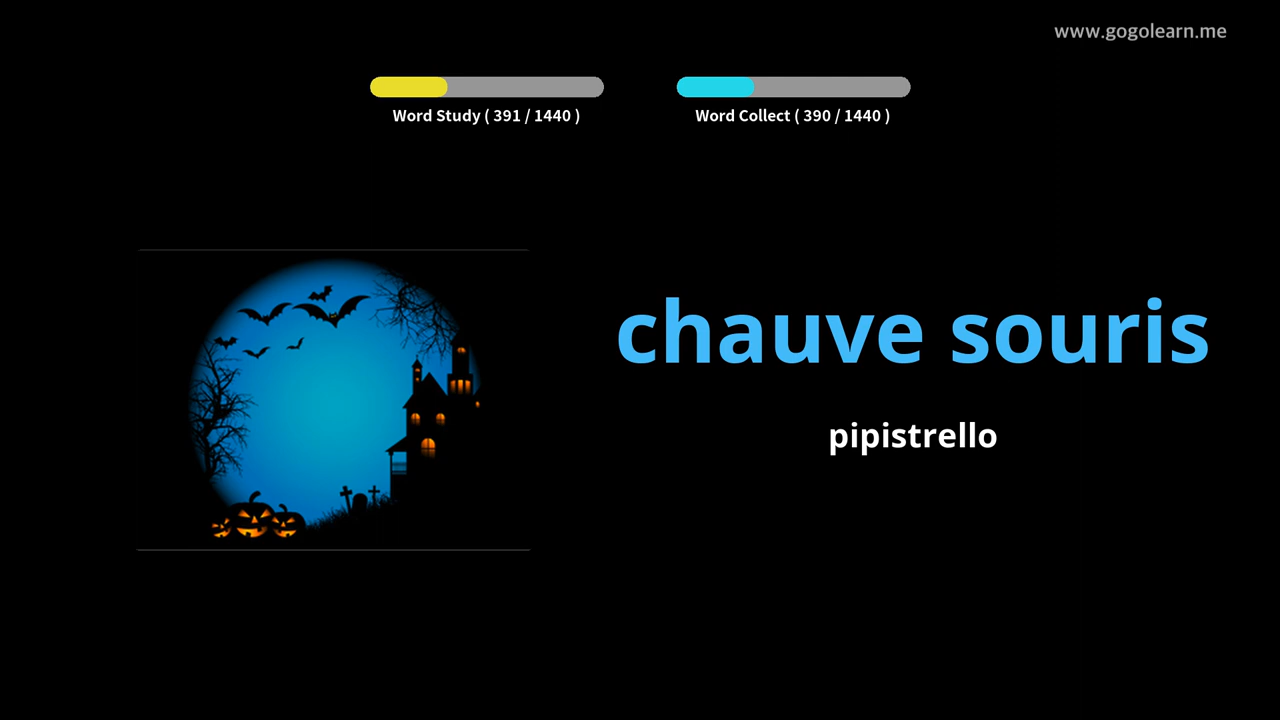 www.gogolearn.me
Word Study ( 391 / 1440 )
Word Collect ( 390 / 1440 )
chauve souris
pipistrello